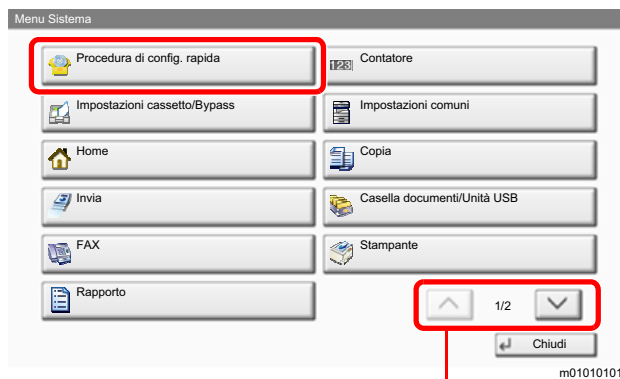 Menu Sistema
Procedura di config. rapida
123 Contatore
Impostazioni cassetto/Bypass
Impostazioni comuni
Home
Copia
Invia
Casella documenti/Unità USB
FAX
Stampante
Rapporto
1/2
Chiudi
m01010101